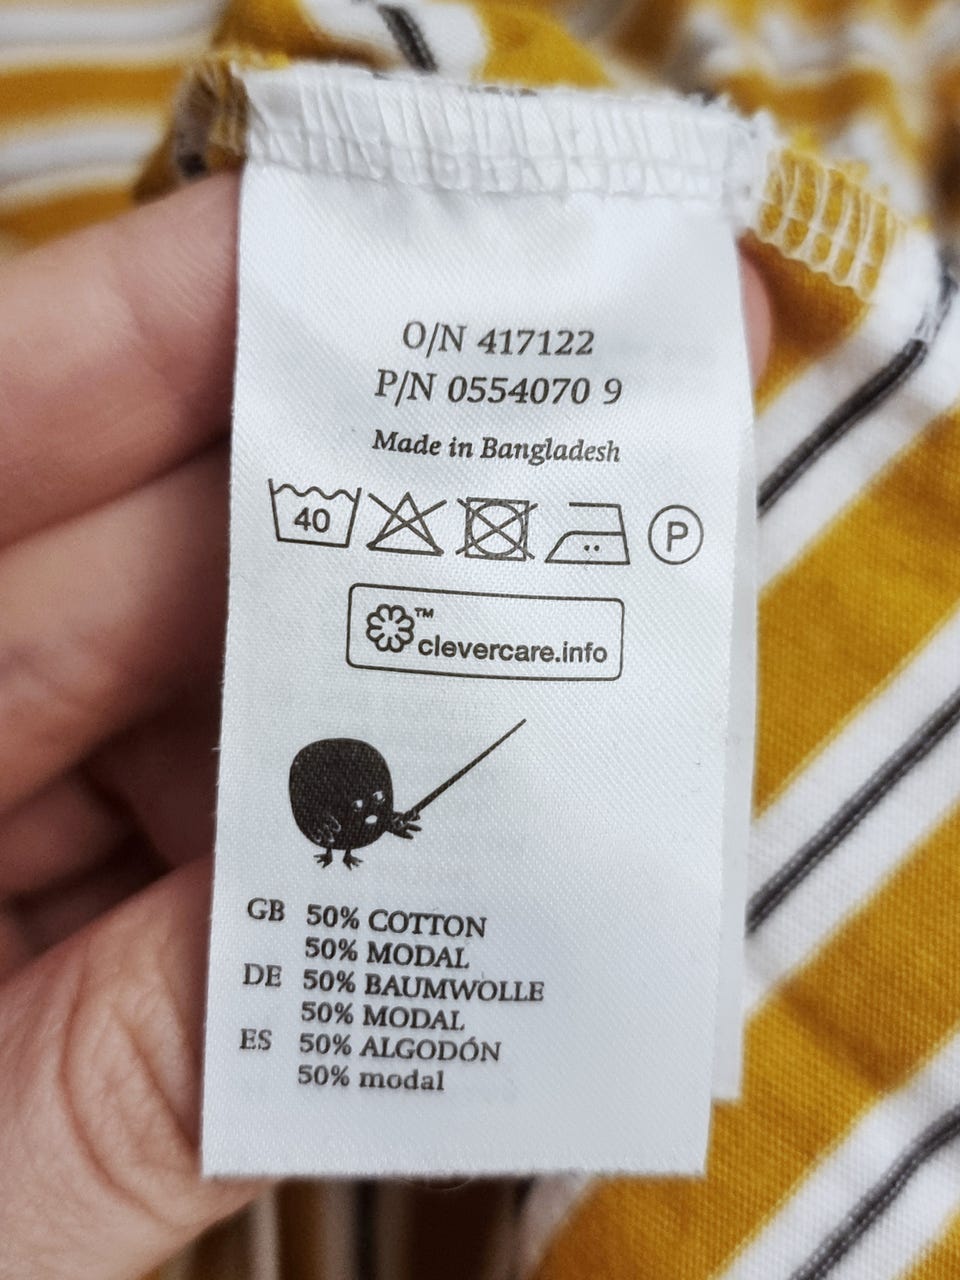 O/N 417122
P/N 0554070 9
Made in Bangladesh
40 P
™
clevercare.info
GB 50% COTTON
50% MODAL
DE 50% BAUMWOLLE
50% MODAL
ES 50% ALGODÓN
50% modal